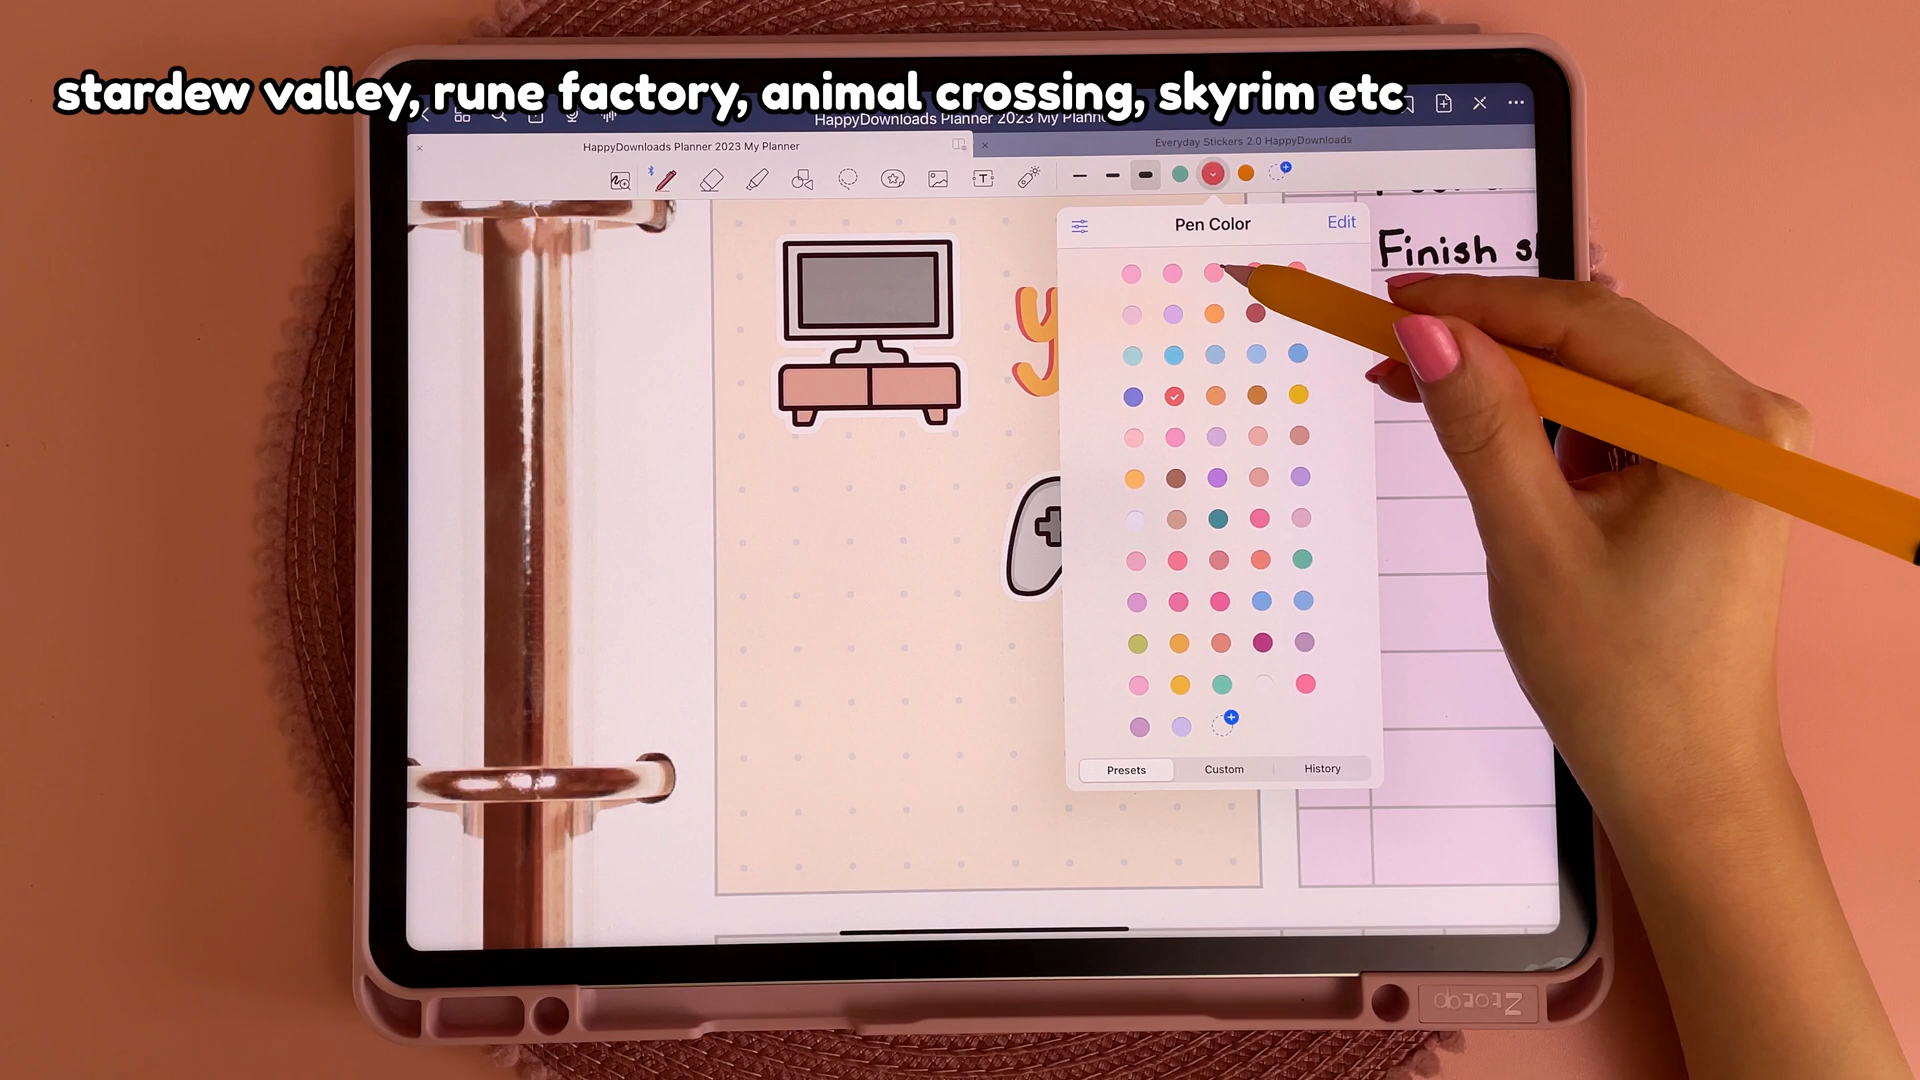 stardew valley, rune factory, animal crossing, skyrim etc
HappyDownloads Planner 2023 My Plann
HappyDownloads Planner 2023 My Planner
Everyday Stickers 2.0 HappyDownloads
Pen Color
Edit
Finish s
y
Presets
Custom
History
Ztotop